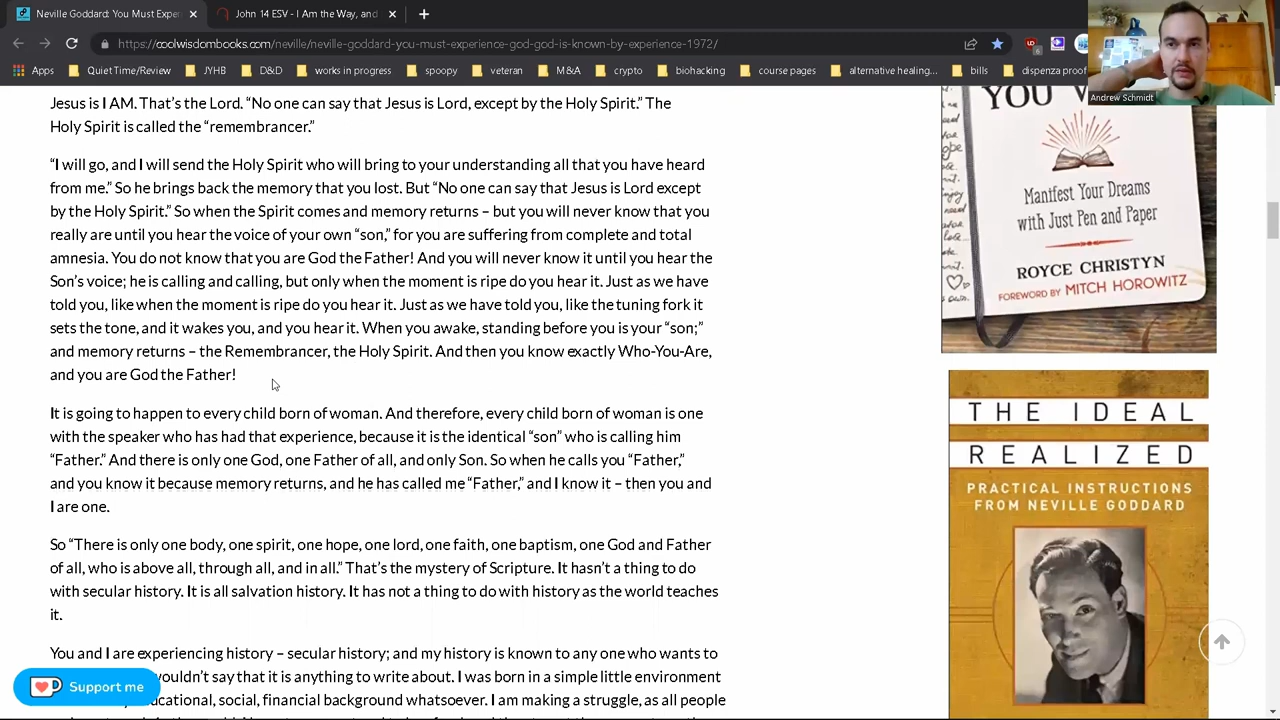 Neville Goddard: You Must Exper
John 14 ESV - I Am the Way, and
https://coolwisdombooks.com/neville/neville-goddard-you-must-experience-god-god-is-known-by-experience-1972/
Apps Quiet Time/Review JYHB D&D works in progress spoopy veteran M&A crypto biohacking course pages alternative healing... bills dispenza proof
Andrew Schmidt
Jesus is I AM. That's the Lord. “No one can say that Jesus is Lord, except by the Holy Spirit.” The
Holy Spirit is called the “remembrancer.”
“I will go, and I will send the Holy Spirit who will bring to your understanding all that you have heard
from me.” So he brings back the memory that you lost. But “No one can say that Jesus is Lord except
by the Holy Spirit.” So when the Spirit comes and memory returns – but you will never know that you
really are until you hear the voice of your own “son,” for you are suffering from complete and total
amnesia. You do not know that you are God the Father! And you will never know it until you hear the
Son's voice; he is calling and calling, but only when the moment is ripe do you hear it. Just as we have
told you, like when the moment is ripe do you hear it. Just as we have told you, like the tuning fork it
sets the tone, and it wakes you, and you hear it. When you awake, standing before you is your “son;”
and memory returns – the Remembrancer, the Holy Spirit. And then you know exactly Who-You-Are,
and you are God the Father!
It is going to happen to every child born of woman. And therefore, every child born of woman is one
with the speaker who has had that experience, because it is the identical “son” who is calling him
“Father.” And there is only one God, one Father of all, and only Son. So when he calls you “Father,”
and you know it because memory returns, and he has called me “Father,” and I know it – then you and
I are one.
So “There is only one body, one spirit, one hope, one lord, one faith, one baptism, one God and Father
of all, who is above all, through all, and in all.” That's the mystery of Scripture. It hasn't a thing to do
with secular history. It is all salvation history. It has not a thing to do with history as the world teaches
it.
You and I are experiencing history – secular history; and my history is known to any one who wants to
wouldn't say that it is anything to write about. I was born in a simple little environment
educational, social, financial background whatsoever. I am making a struggle, as all people
Support me
YOU
Manifest Your Dreams
with Just Pen and Paper
ROYCE CHRISTYN
FOREWORD by MITCH HOROWITZ
THE IDEAL
REALIZED
PRACTICAL INSTRUCTIONS
FROM NEVILLE GODDARD